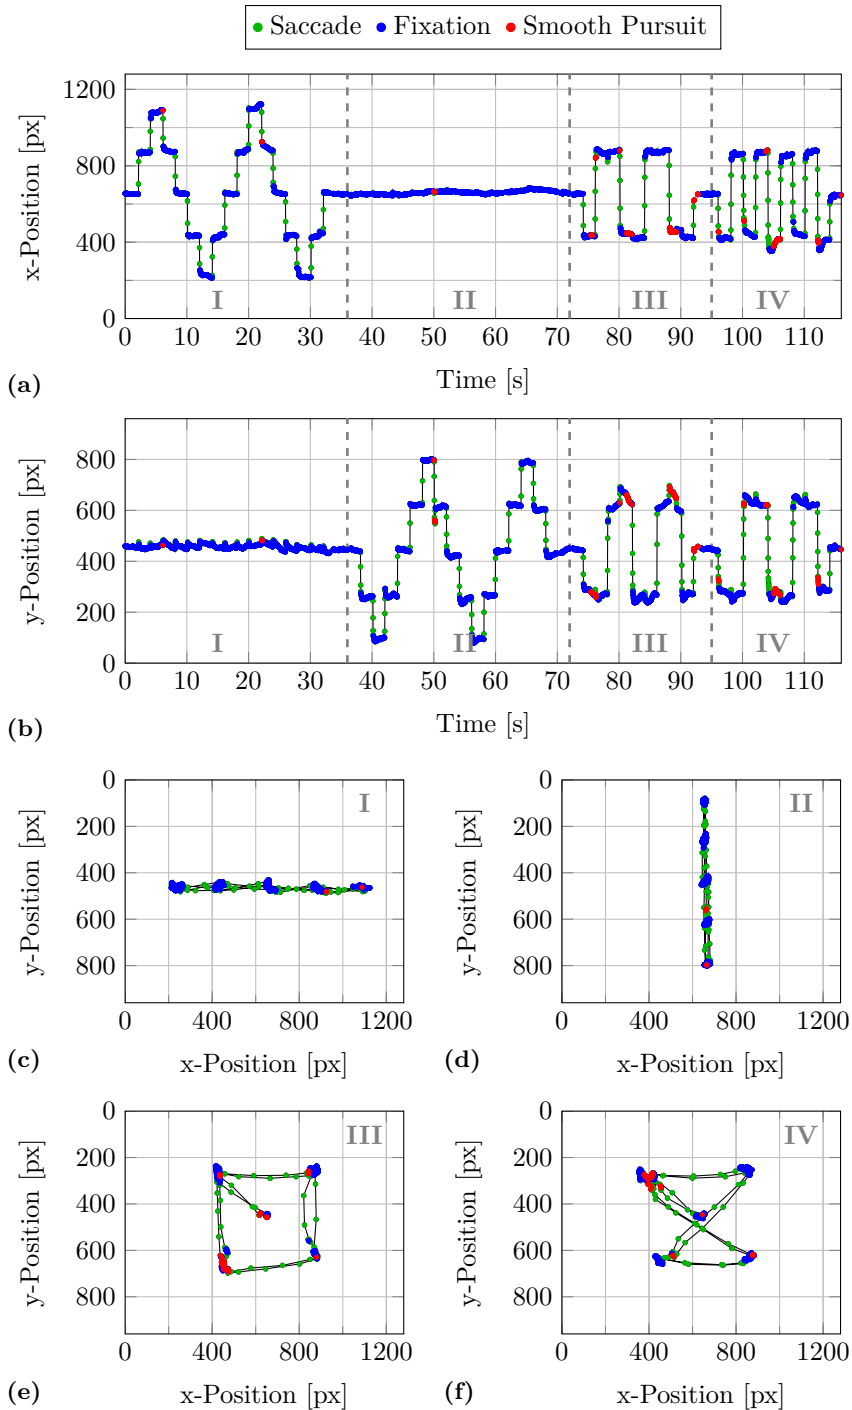 Saccade Fixation Smooth Pursuit
1200
800
400
0
x-Position [px]
I II III IV
0 10 20 30 40 50 60 70 80 90 100 110
Time [s]
(a)
800
600
400
200
0
y-Position [px]
I II III IV
0 10 20 30 40 50 60 70 80 90 100 110
Time [s]
(b)
0
200
400
600
800
y-Position [px]
I
0 400 800 1200
x-Position [px]
(c)
0
200
400
600
800
y-Position [px]
II
0 400 800 1200
x-Position [px]
(d)
0
200
400
600
800
y-Position [px]
III
0 400 800 1200
x-Position [px]
(e)
0
200
400
600
800
y-Position [px]
IV
0 400 800 1200
x-Position [px]
(f)